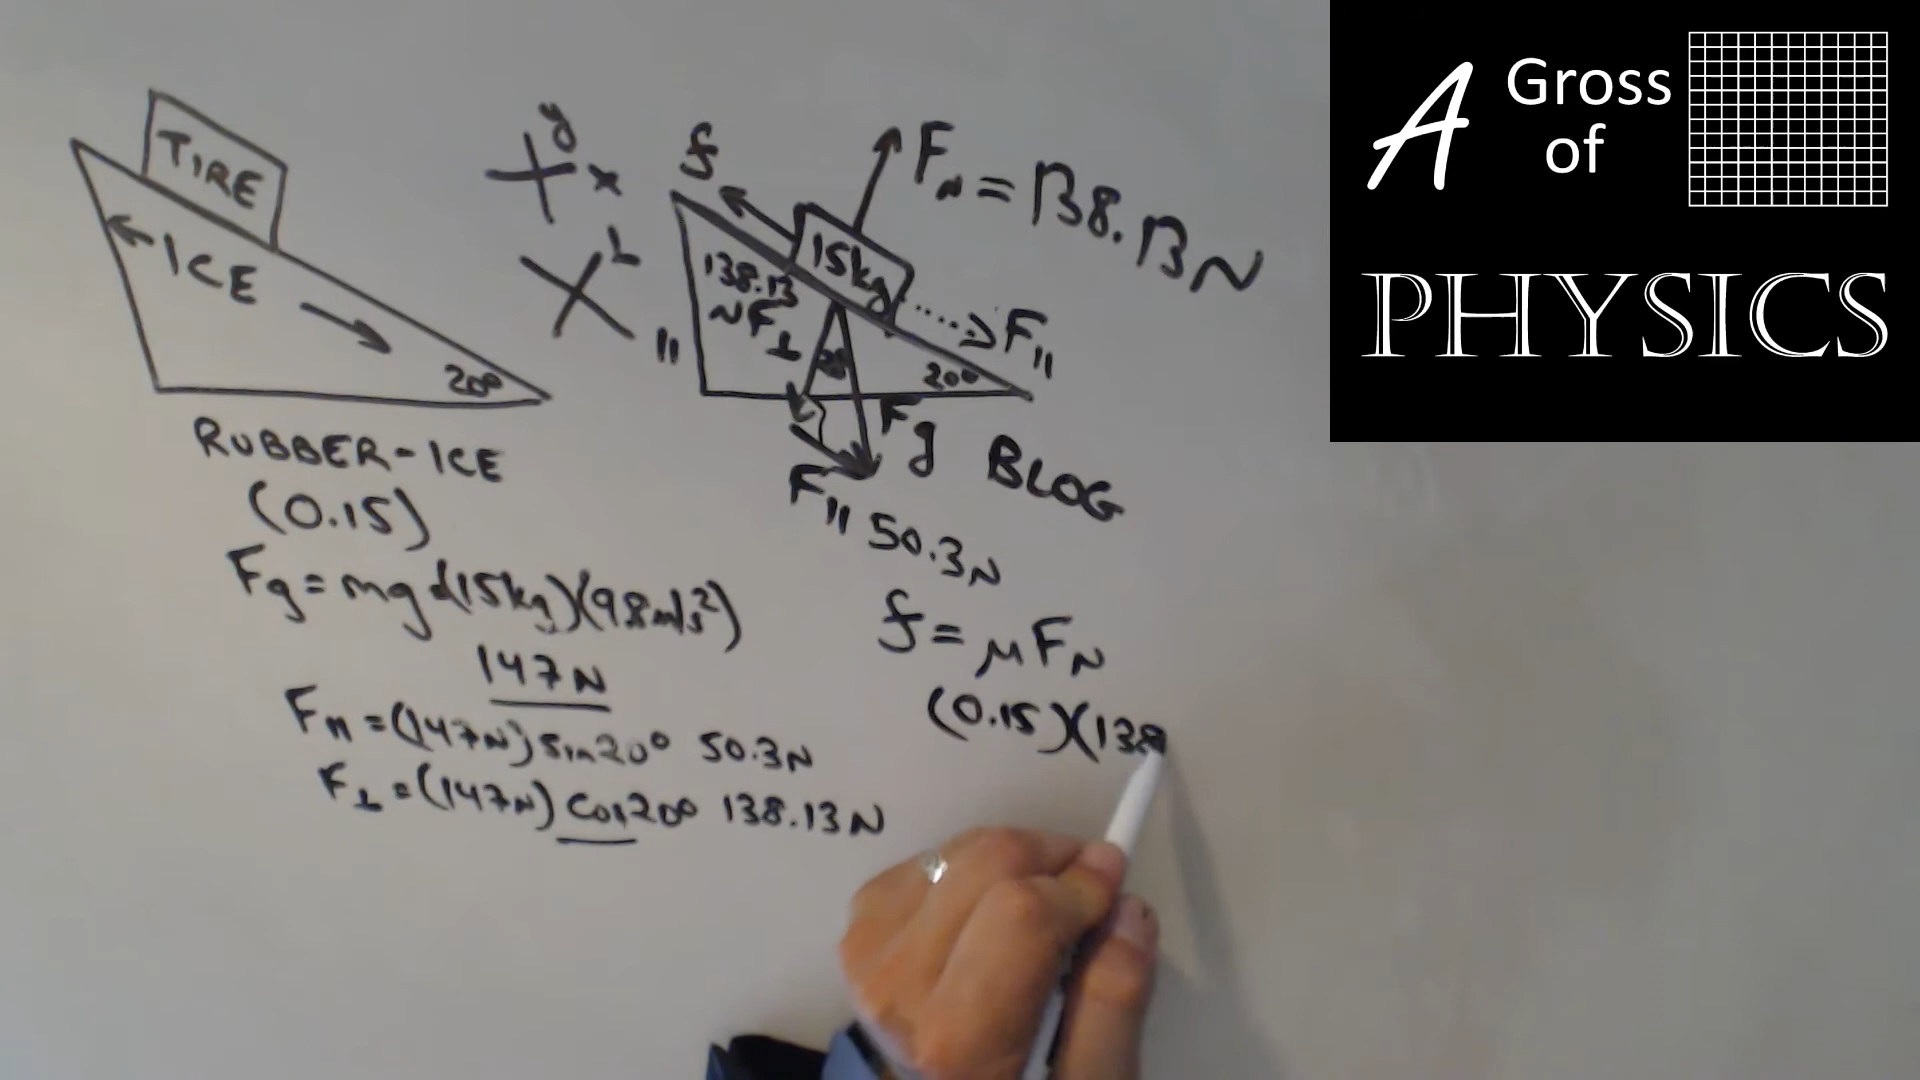 TIRE
ICE
20°
RUBBER-ICE
(0.15)
Fg = mg (15kg)(9.8m/s²)
147N
F₁₁ = (147N) sin20° 50.3N
F⊥ = (147N) cos20° 138.13N
y
x
⊥
||
f
FN = 138.13N
15kg
138.13
N F⊥
F||
20
20°
Fg
BLOG
F|| 50.3N
f = μFN
(0.15)(138
A Gross of
PHYSICS